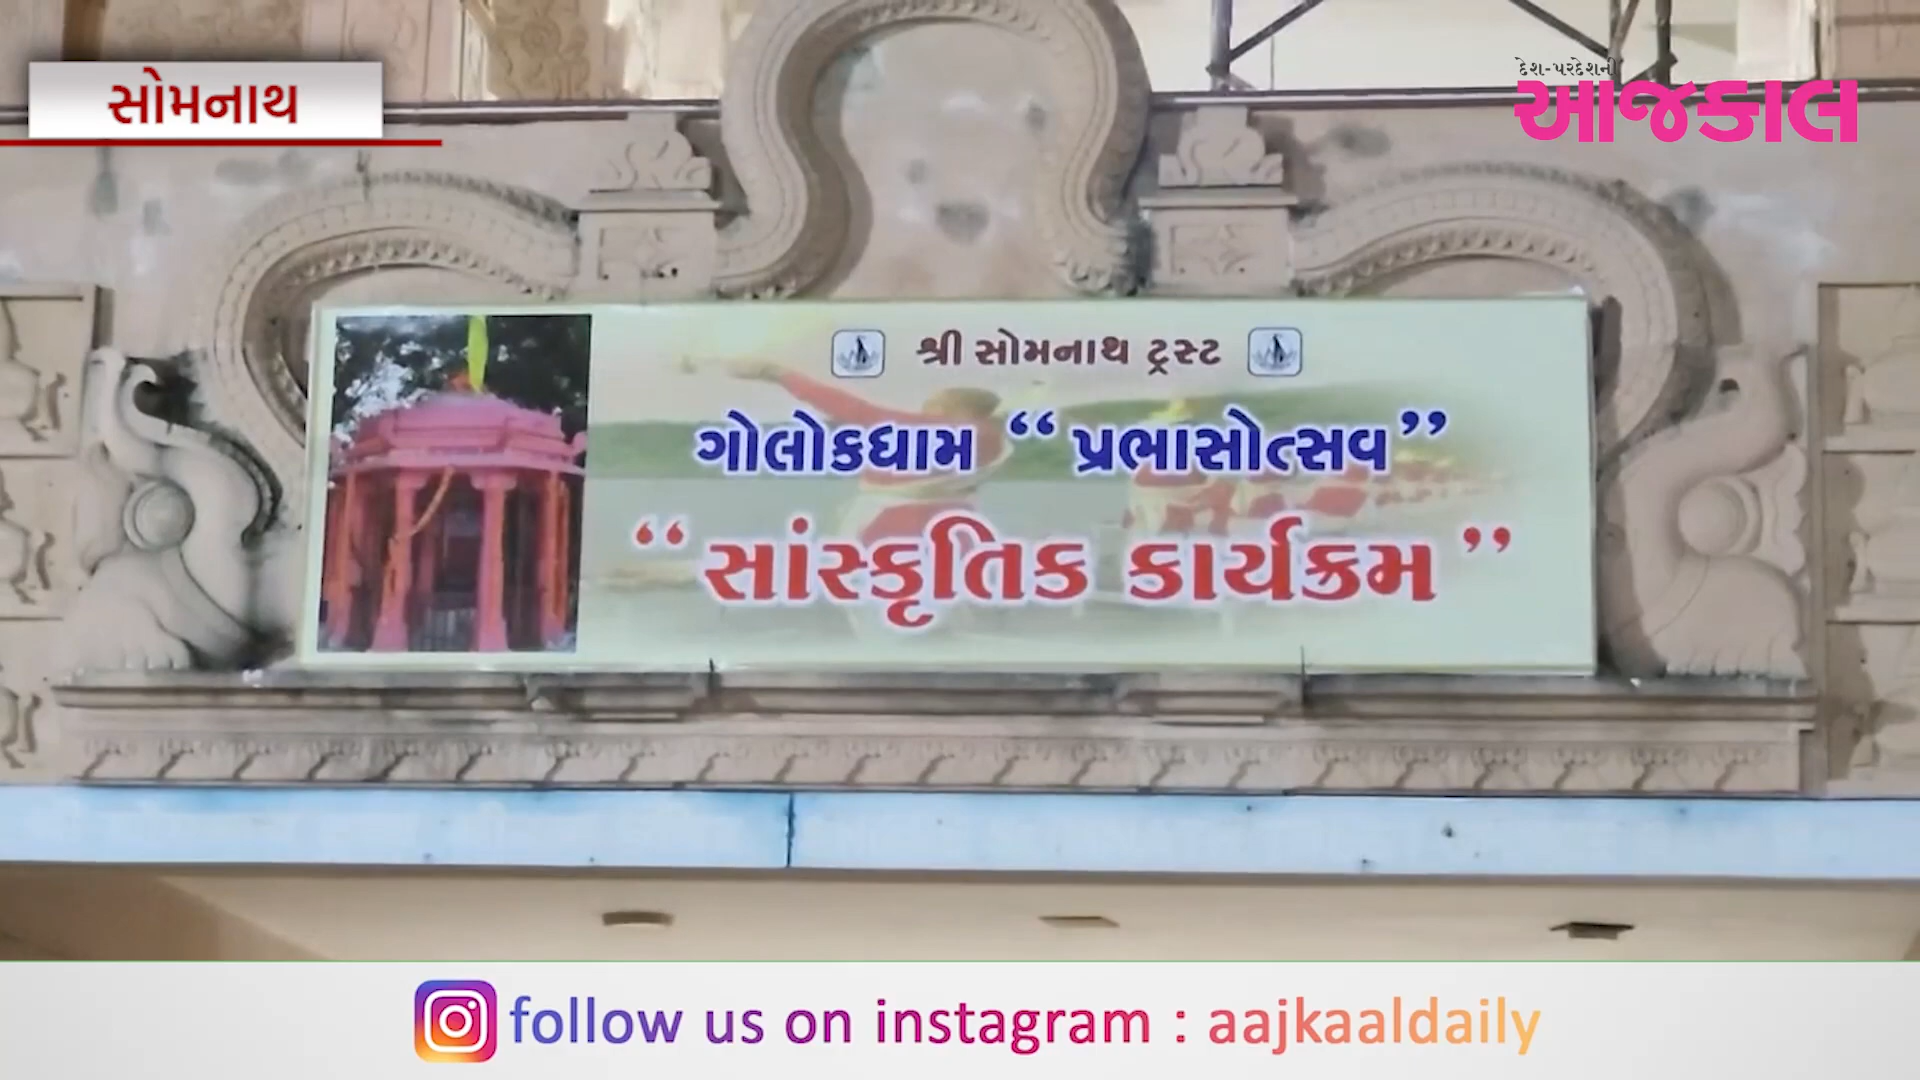 સોમનાથ
દેશ-પરદેશની
આજકાલ
શ્રી સોમનાથ ટ્રસ્ટ
ગોલોકધામ “ પ્રભાસોત્સવ ”
“ સાંસ્કૃતિક કાર્યક્રમ ”
follow us on instagram : aajkaaldaily